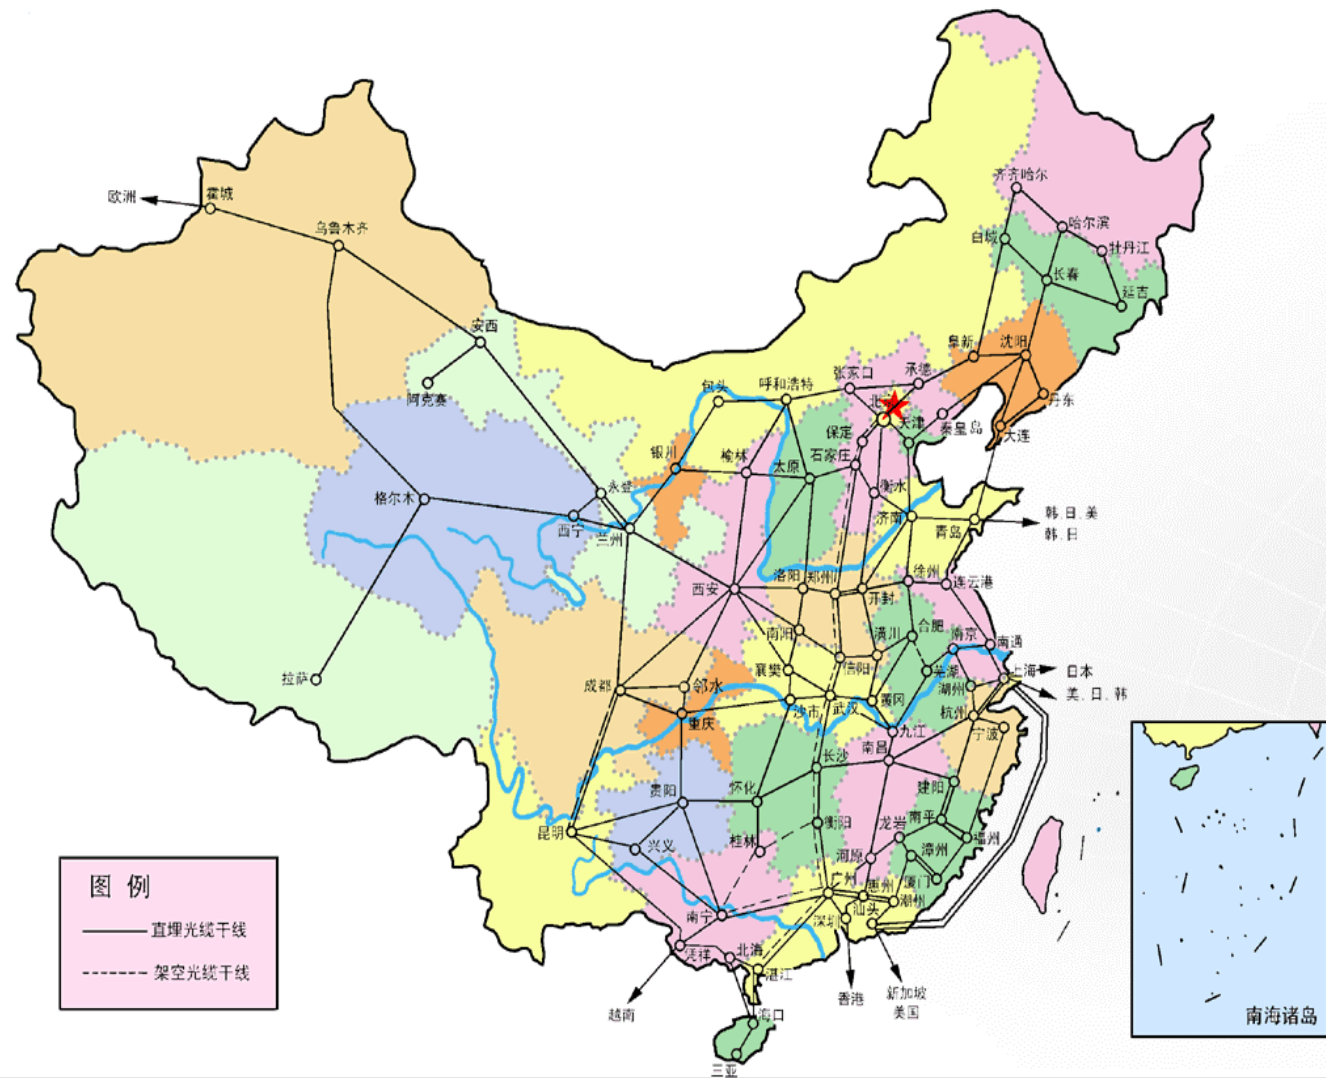 齐齐哈尔
哈尔滨
欧洲
霍城
白城
牡丹江
乌鲁木齐
长春
延吉
安西
阜新
沈阳
张家口
承德
包头
呼和浩特
阿克赛
北京
丹东
天津
秦皇岛
大连
保定
银川
榆林
太原
石家庄
永登
衡水
格尔木
韩、日、美
济南
西宁
兰州
青岛
韩、日
洛阳
郑州
徐州
连云港
西安
开封
南阳
潢川
合肥
南京
南通
襄樊
信阳
芜湖
上海
日本
拉萨
成都
邻水
湖州
美、日、韩
沙市
武汉
黄冈
杭州
重庆
九江
宁波
南昌
长沙
贵阳
怀化
建阳
昆明
兴义
桂林
衡阳
龙岩
南平
福州
漳州
河原
图 例
广州
惠州
厦门
南宁
深圳
汕头
潮州
直埋光缆干线
凭祥
北海
架空光缆干线
湛江
香港
新加坡
美国
越南
海口
南海诸岛
三亚